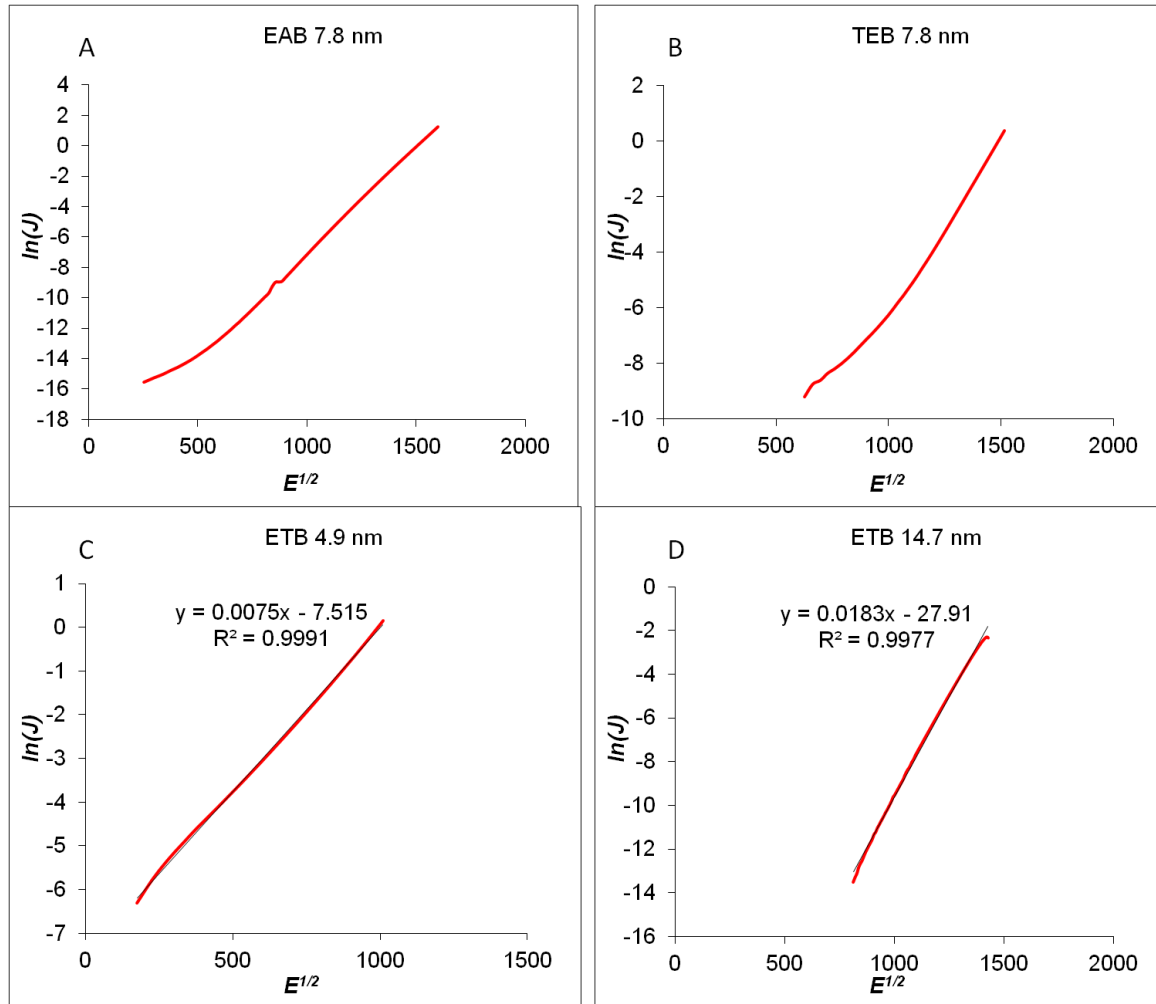 A
EAB 7.8 nm
4
2
0
-2
-4
-6
-8
-10
-12
-14
-16
-18
0 500 1000 1500 2000
ln(J)
E^1/2
B
TEB 7.8 nm
2
0
-2
-4
-6
-8
-10
0 500 1000 1500 2000
ln(J)
E^1/2
C
ETB 4.9 nm
y = 0.0075x - 7.515
R² = 0.9991
1
0
-1
-2
-3
-4
-5
-6
-7
0 500 1000 1500
ln(J)
E^1/2
D
ETB 14.7 nm
y = 0.0183x - 27.91
R² = 0.9977
0
-2
-4
-6
-8
-10
-12
-14
-16
0 500 1000 1500 2000
ln(J)
E^1/2